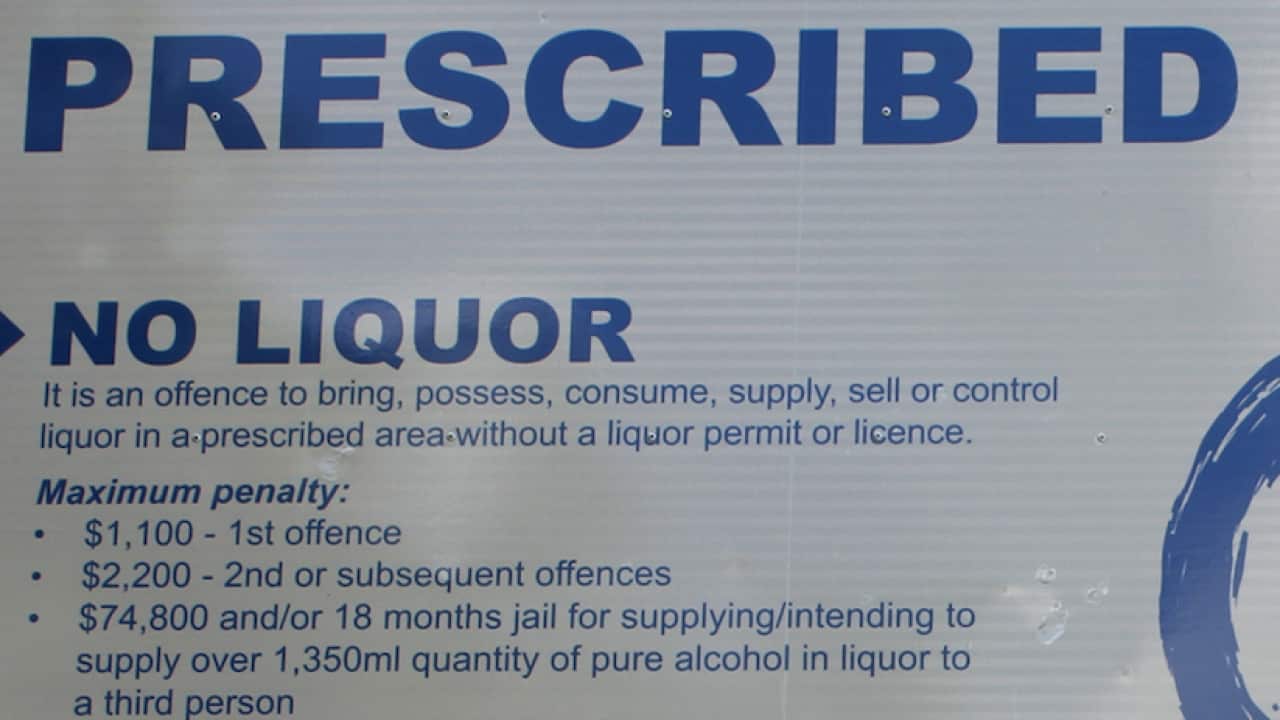 PRESCRIBED
NO LIQUOR
It is an offence to bring, possess, consume, supply, sell or control
liquor in a prescribed area without a liquor permit or licence.
Maximum penalty:
• $1,100 - 1st offence
• $2,200 - 2nd or subsequent offences
• $74,800 and/or 18 months jail for supplying/intending to
supply over 1,350ml quantity of pure alcohol in liquor to
a third person